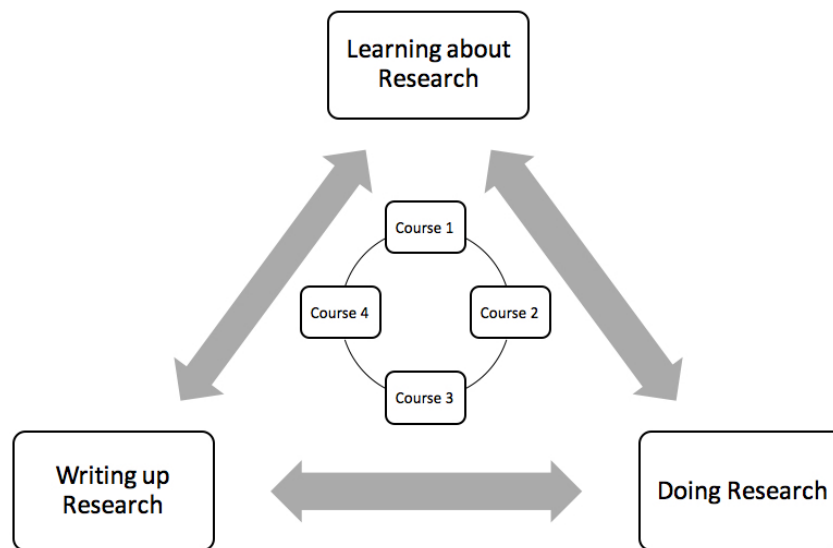 Learning about
Research
Course 1
Course 4
Course 2
Course 3
Writing up
Research
Doing Research